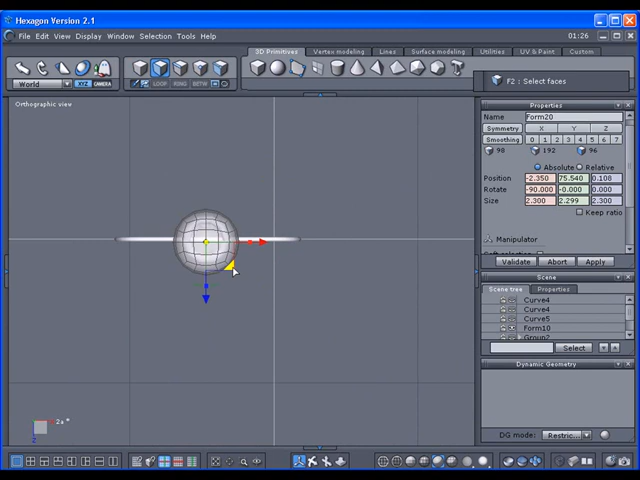 Hexagon Version 2.1
File Edit View Display Window Selection Tools
01:26
3D Primitives Vertex modeling Lines Surface modeling Utilities UV & Paint Custom
World
XYZ CAMERA
LOOP RING BETW
F2 : Select faces
Orthographic view
Properties
Name Form20
Symmetry X Y Z
Smoothing 0 1 2 3 4 5 6 7
98 192 96
Absolute Relative
Position -2.350 75.540 0.108
Rotate -90.000 -0.000 0.000
Size 2.300 2.299 2.300
Keep ratio
Manipulator
Validate Abort Apply
Scene
Scene tree Properties
Curve4
Curve4
Curve5
Form10
Group2
Select
Dynamic Geometry
DG mode: Restric...
Z